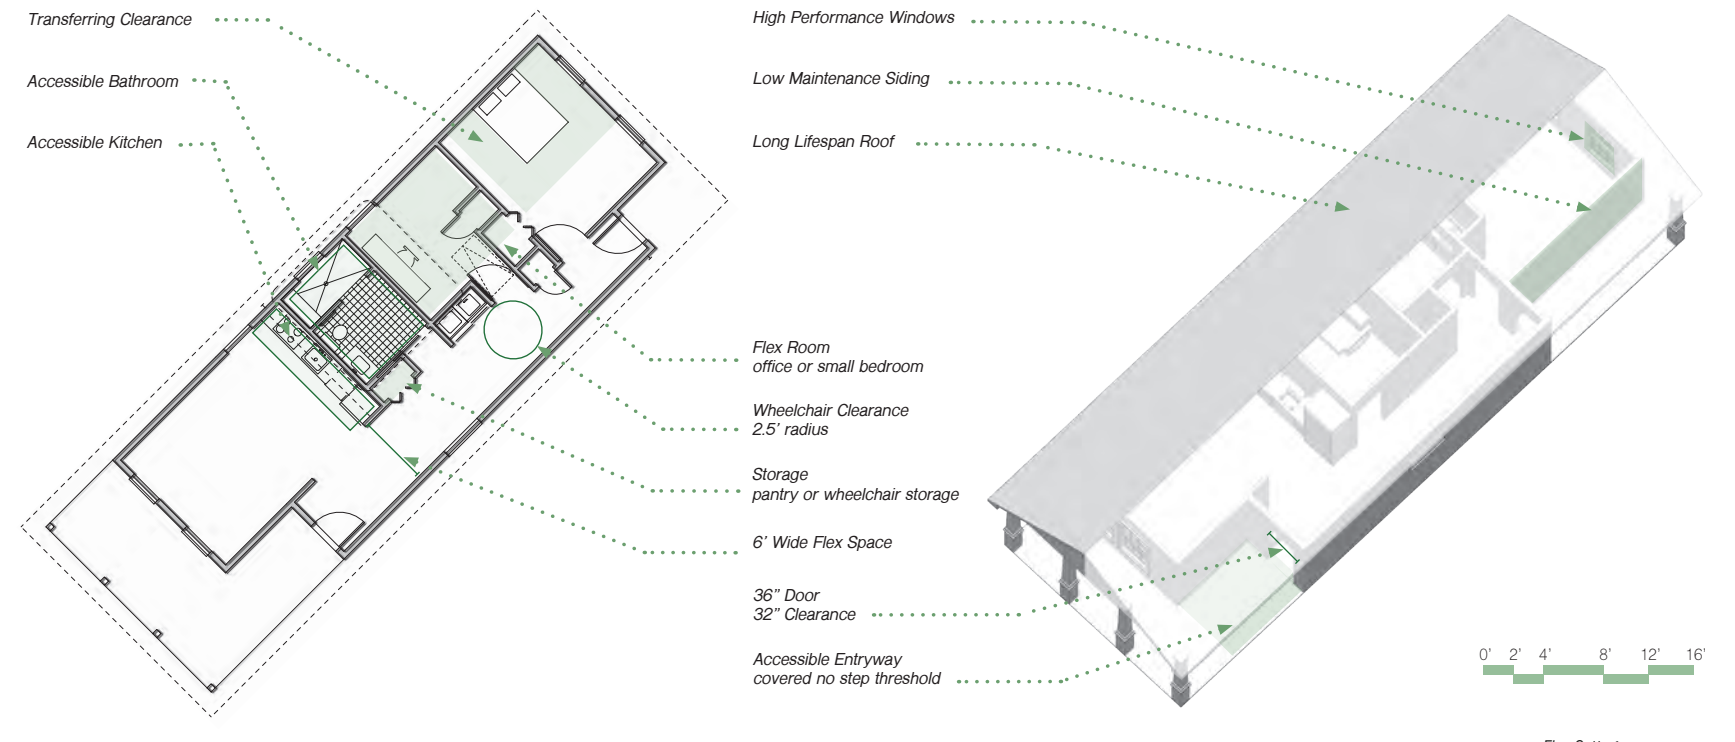 Transferring Clearance
Accessible Bathroom
Accessible Kitchen
High Performance Windows
Low Maintenance Siding
Long Lifespan Roof
Flex Room
office or small bedroom
Wheelchair Clearance
2.5’ radius
Storage
pantry or wheelchair storage
6’ Wide Flex Space
36” Door
32” Clearance
Accessible Entryway
covered no step threshold
0' 2' 4' 8' 12' 16'